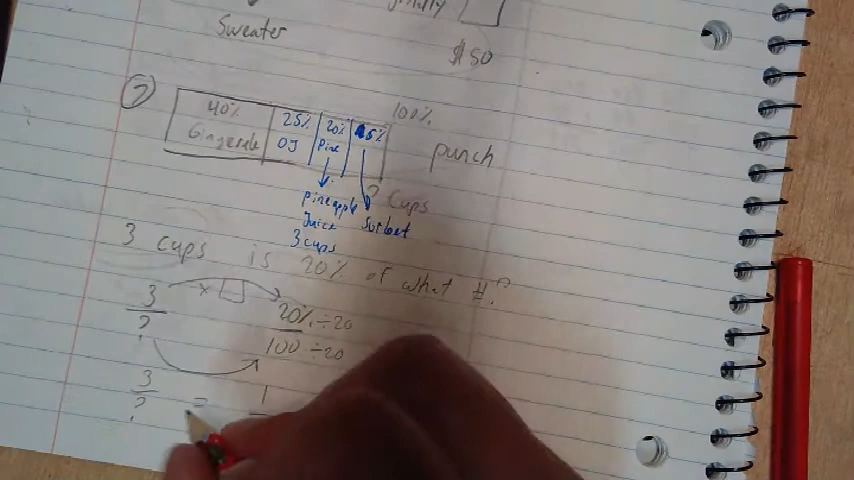 Sweater
$50
7
40% 25% 20% 15% 100%
Gingerale OJ Pine
punch
? Cups
pineapple
Juice
3 cups
Sorbet
3 cups is 20% of what #?
3 × 20% ÷20
? 100 ÷20
3 = 1
?